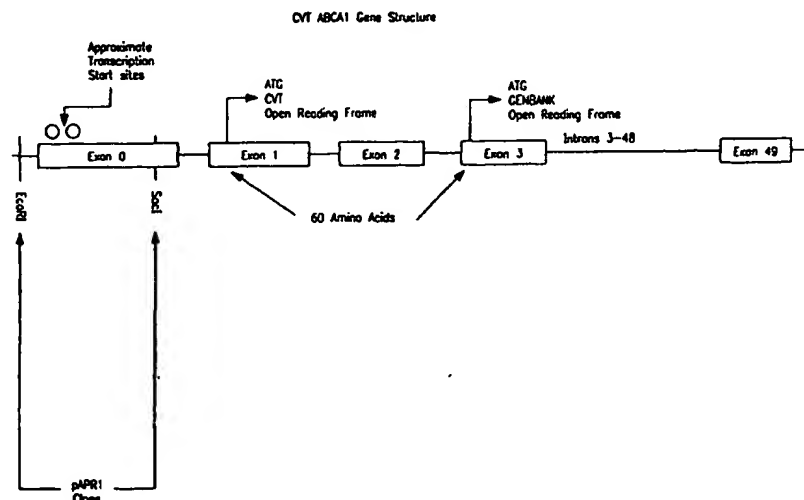 CVT ABCA1 Gene Structure
Approximate
Transcription
Start sites
ATG
CVT
Open Reading Frame
ATG
GENBANK
Open Reading Frame
Introns 3-48
Exon 0
Exon 1
Exon 2
Exon 3
Exon 49
60 Amino Acids
EcoRI
SacI
pAPR1
Clone